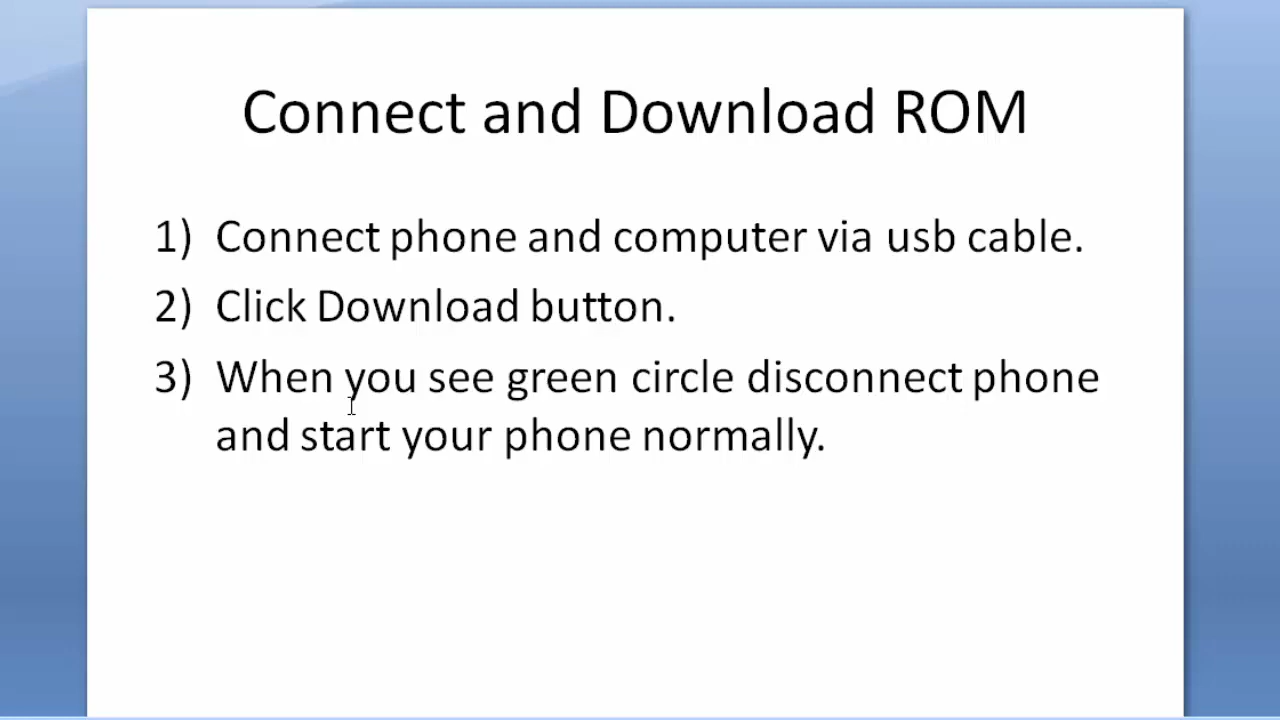 Connect and Download ROM
1) Connect phone and computer via usb cable.
2) Click Download button.
3) When you see green circle disconnect phone
and start your phone normally.